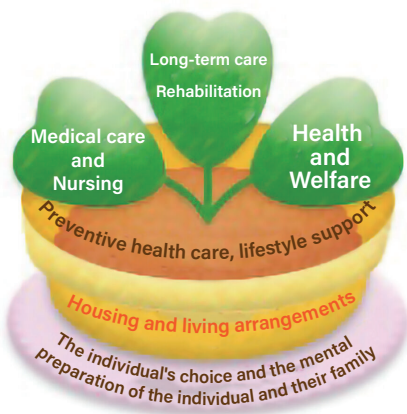 Long-term care
Rehabilitation
Medical care
and
Nursing
Health
and
Welfare
Preventive health care, lifestyle support
Housing and living arrangements
The individual's choice and the mental
preparation of the individual and their family